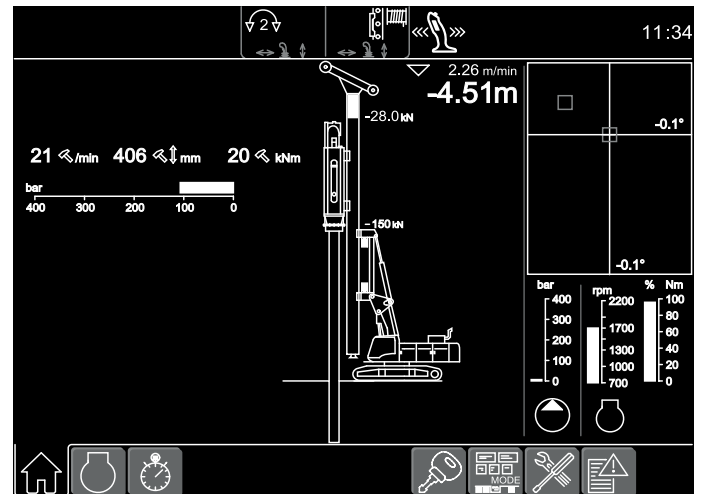 2
11:34
2.26 m/min
-4.51m
-28.0 kN
-0.1°
21 /min 406 mm 20 kNm
bar
400 300 200 100 0
-150 kN
-0.1°
bar
400
300
200
100
0
rpm
2200
1700
1300
1000
700
% Nm
100
80
60
40
20
0
MODE